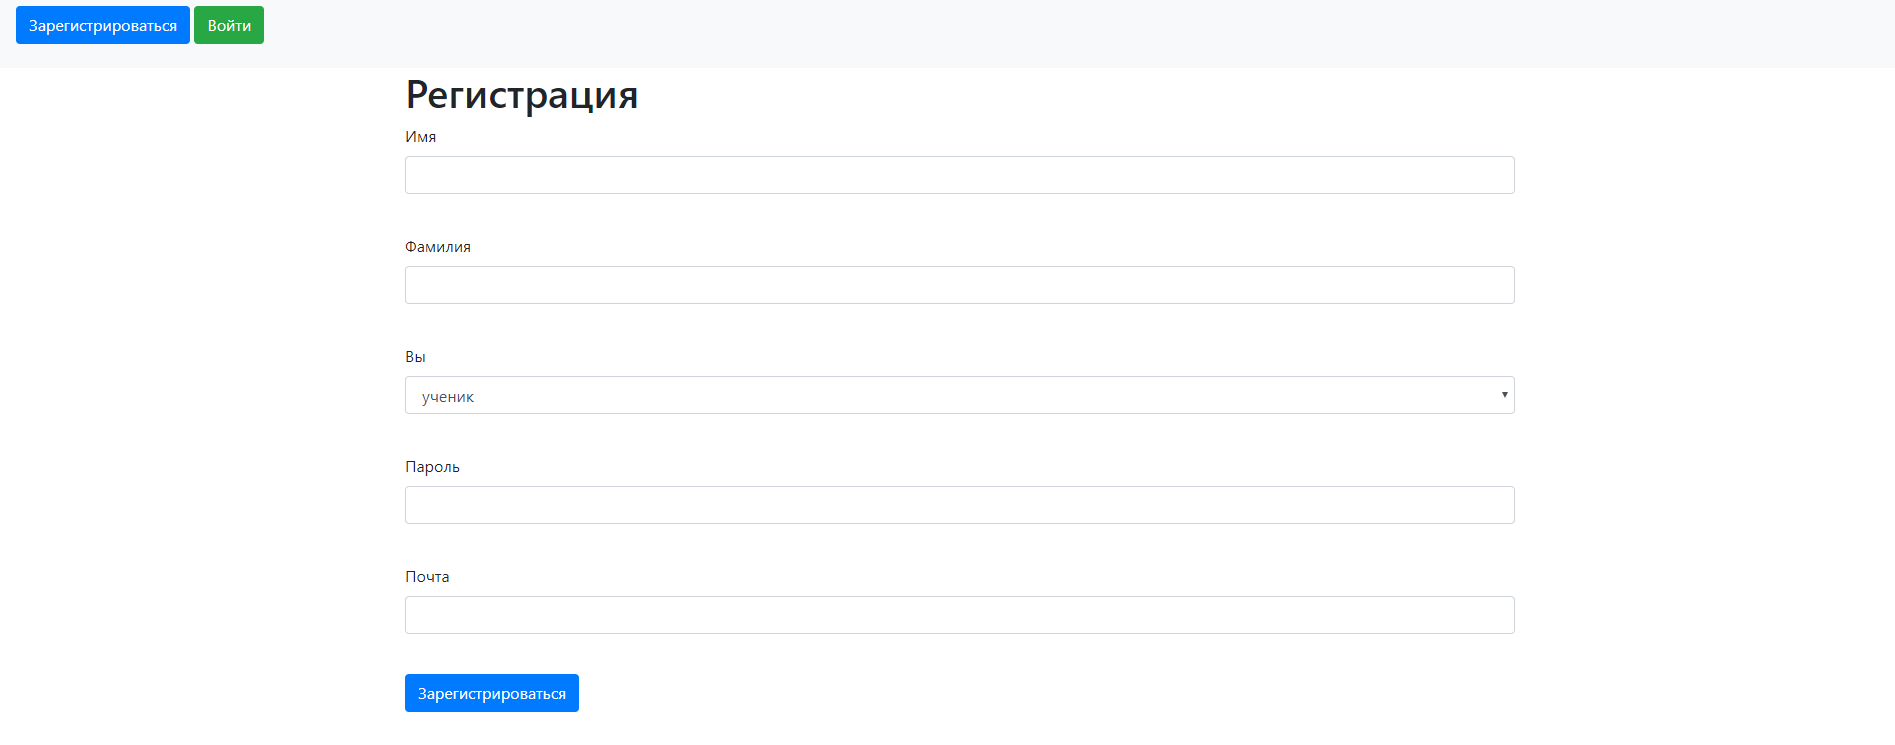 Зарегистрироваться Войти
Регистрация
Имя
Фамилия
Вы
ученик
Пароль
Почта
Зарегистрироваться